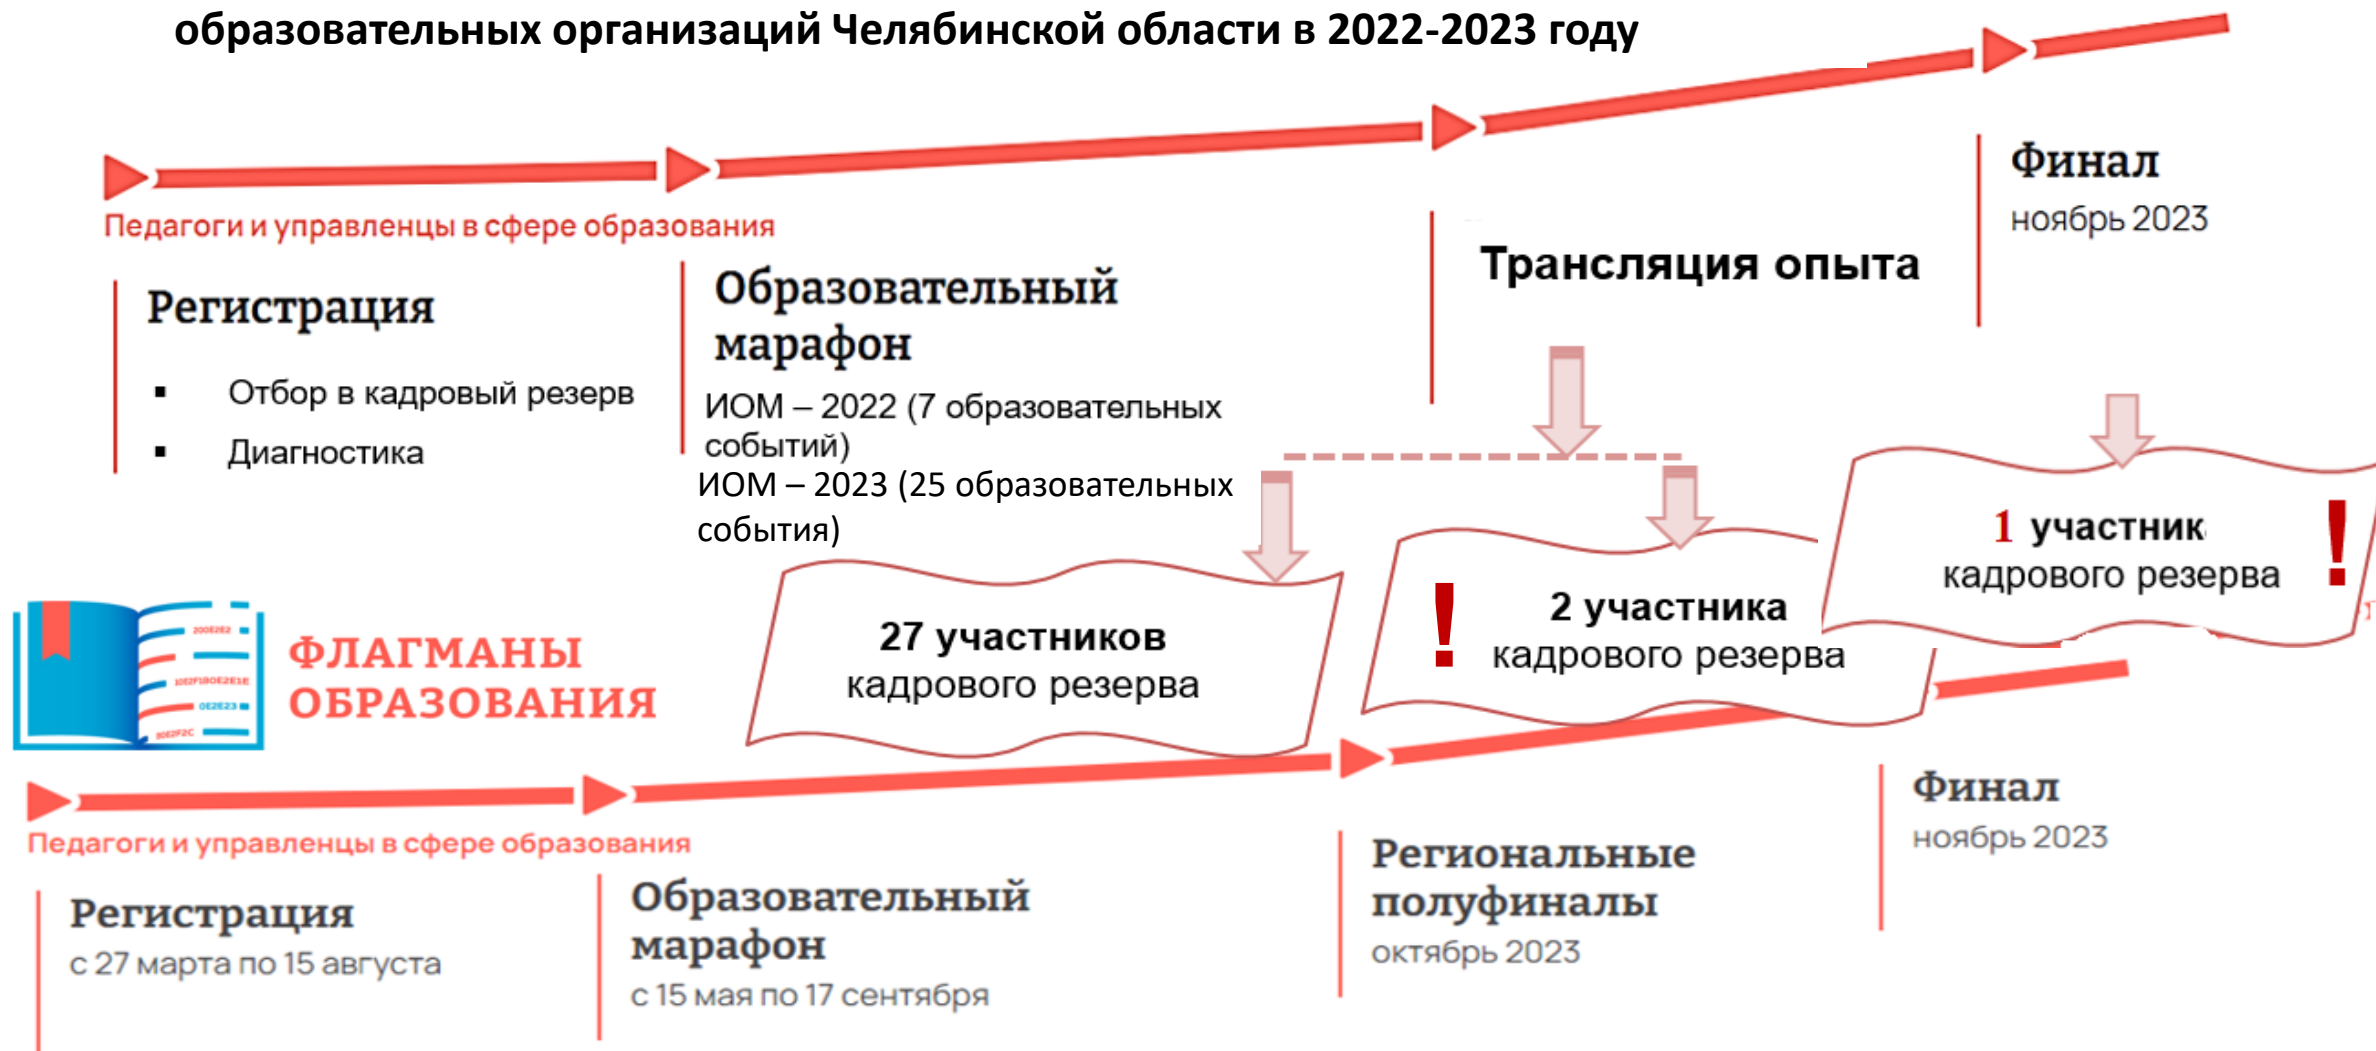 образовательных организаций Челябинской области в 2022-2023 году
Педагоги и управленцы в сфере образования
Регистрация
▪ Отбор в кадровый резерв
▪ Диагностика
Образовательный
марафон
ИОМ – 2022 (7 образовательных
событий)
ИОМ – 2023 (25 образовательных
события)
Трансляция опыта
Финал
ноябрь 2023
27 участников
кадрового резерва
! 2 участника
кадрового резерва
1 участник !
кадрового резерва
ФЛАГМАНЫ
ОБРАЗОВАНИЯ
Педагоги и управленцы в сфере образования
Регистрация
с 27 марта по 15 августа
Образовательный
марафон
с 15 мая по 17 сентября
Региональные
полуфиналы
октябрь 2023
Финал
ноябрь 2023